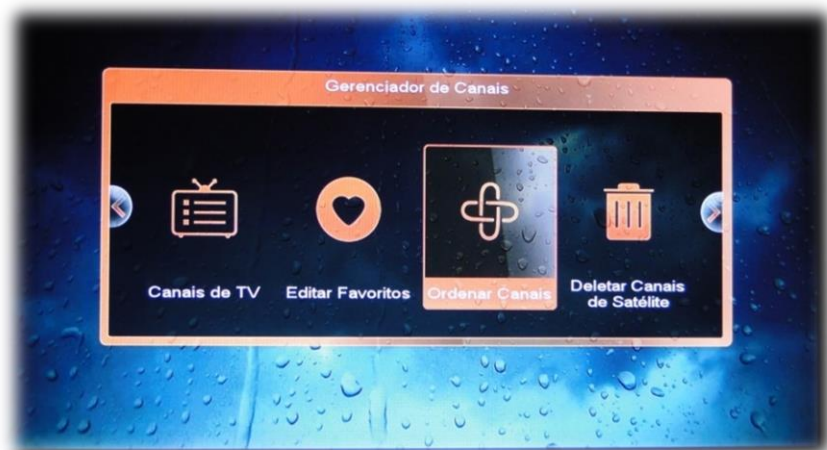 Gerenciador de Canais
Canais de TV
Editar Favoritos
Ordenar Canais
Deletar Canais
de Satélite